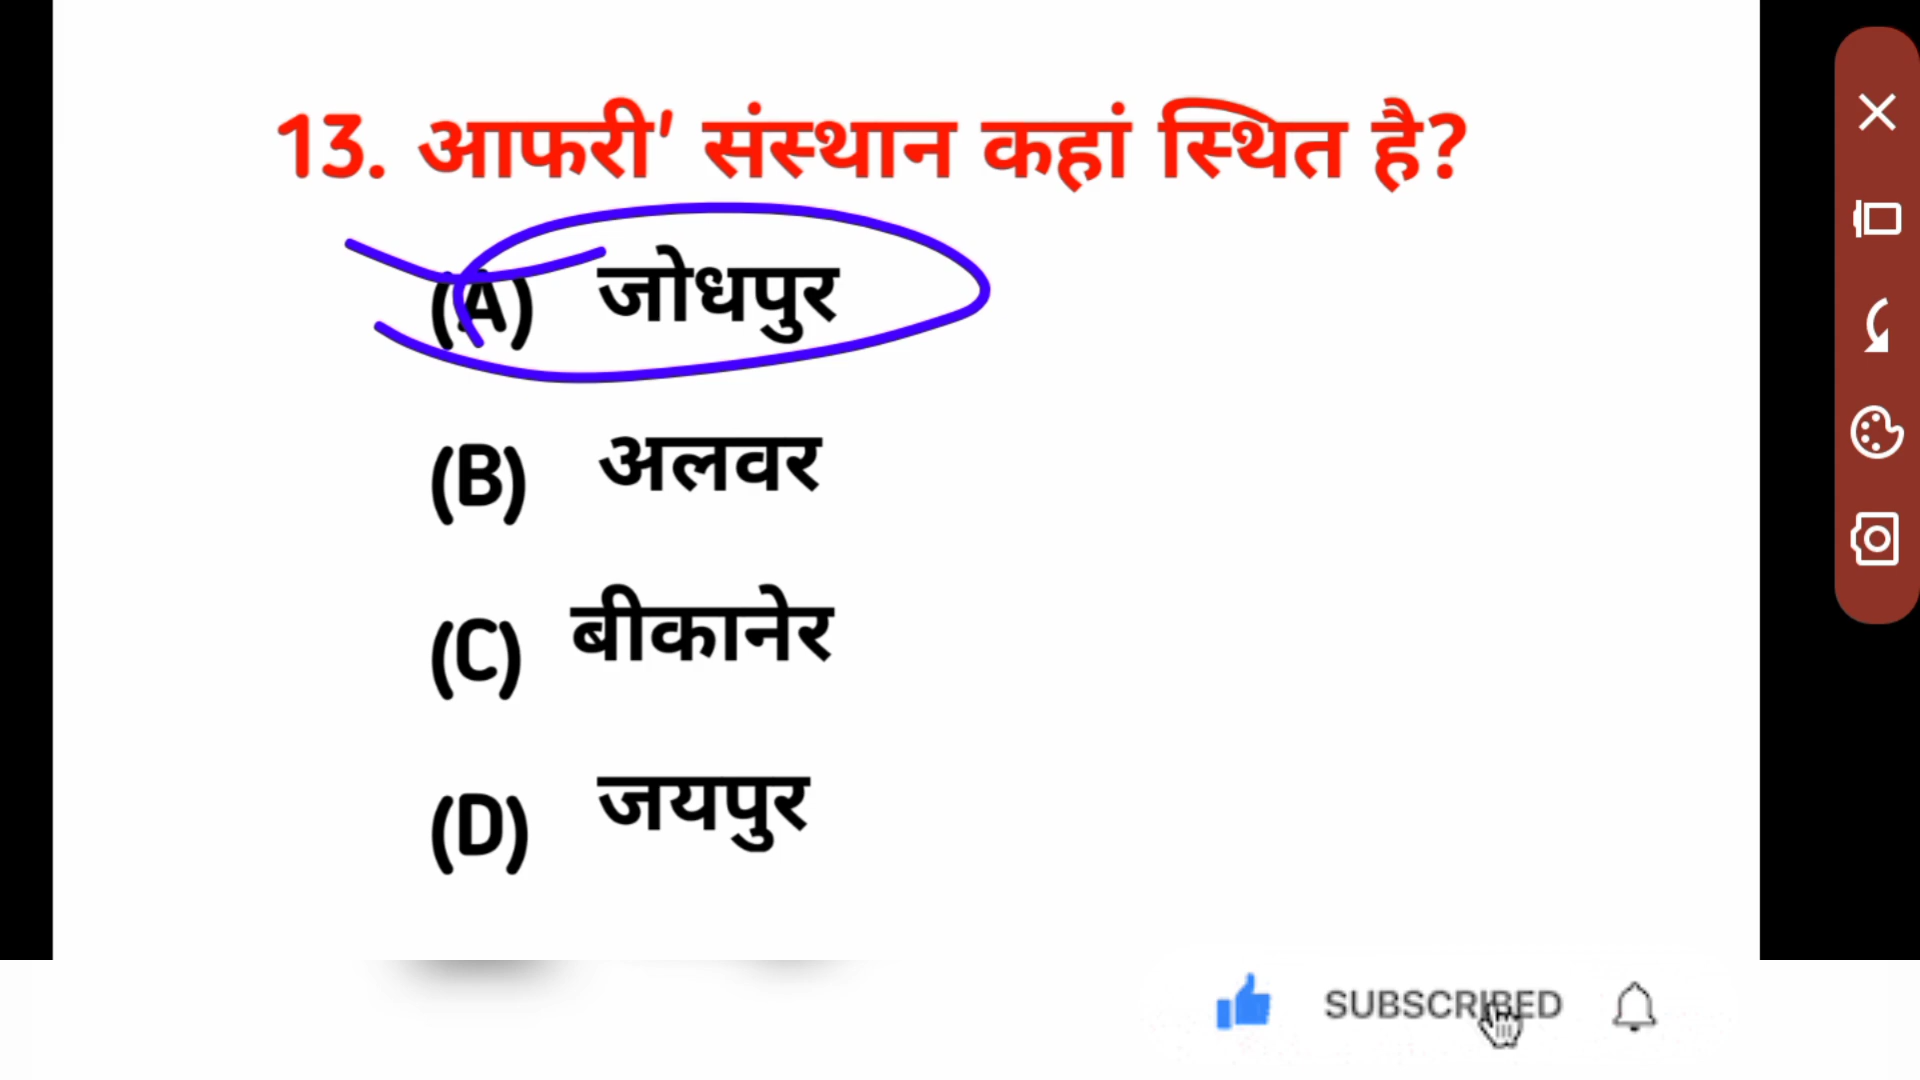 13. आफरी' संस्थान कहां स्थित है?
(A) जोधपुर
(B) अलवर
(C) बीकानेर
(D) जयपुर
SUBSCRIBED